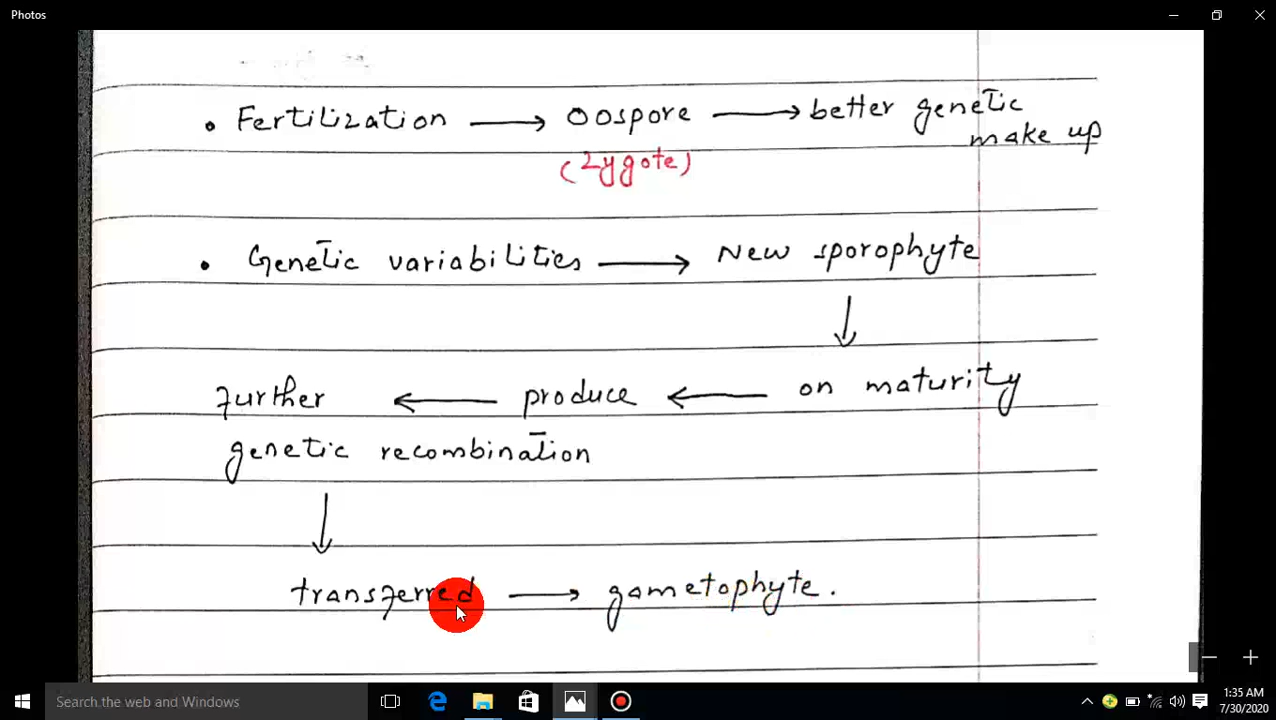 Photos
• Fertilization → Oospore → better genetic
make up
(Zygote)
• Genetic variabilities → New sporophyte
↓
further ← produce ← on maturity
genetic recombination
↓
transferred → gametophyte.
Search the web and Windows
1:35 AM
7/30/2020